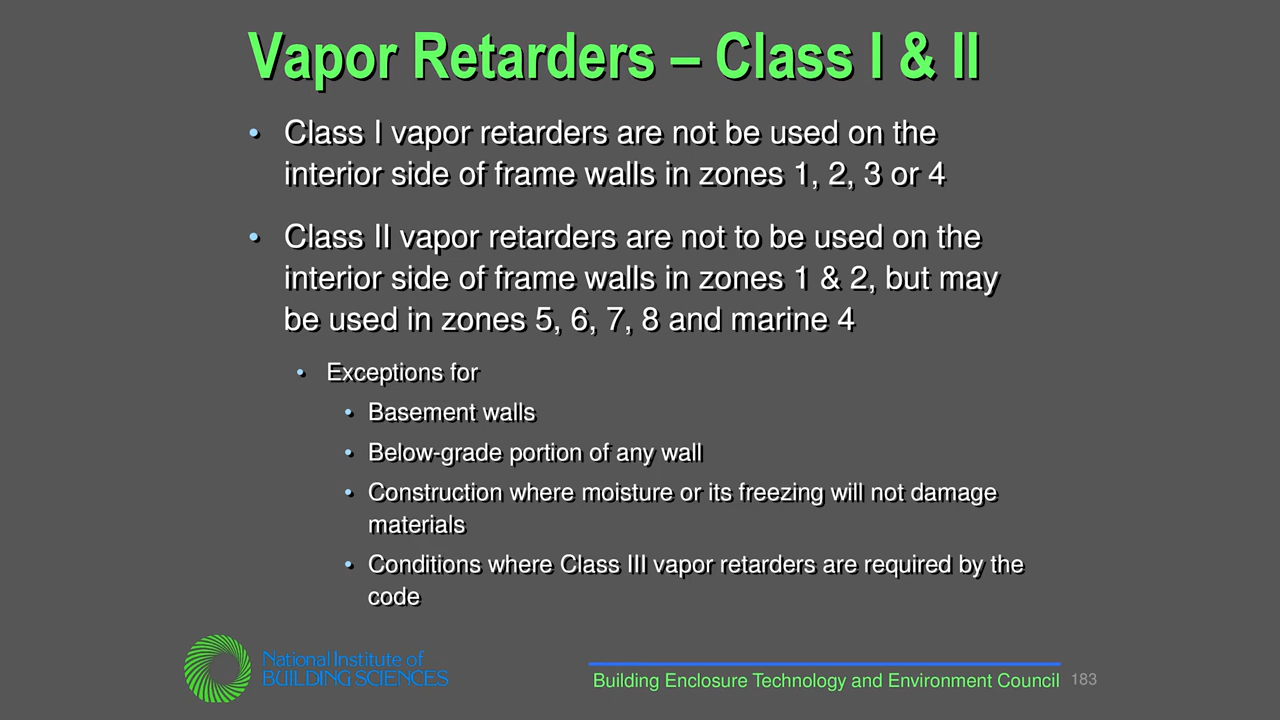 Vapor Retarders – Class I & II
• Class I vapor retarders are not be used on the
interior side of frame walls in zones 1, 2, 3 or 4
• Class II vapor retarders are not to be used on the
interior side of frame walls in zones 1 & 2, but may
be used in zones 5, 6, 7, 8 and marine 4
• Exceptions for
• Basement walls
• Below-grade portion of any wall
• Construction where moisture or its freezing will not damage
materials
• Conditions where Class III vapor retarders are required by the
code
National Institute of
BUILDING SCIENCES
Building Enclosure Technology and Environment Council 183